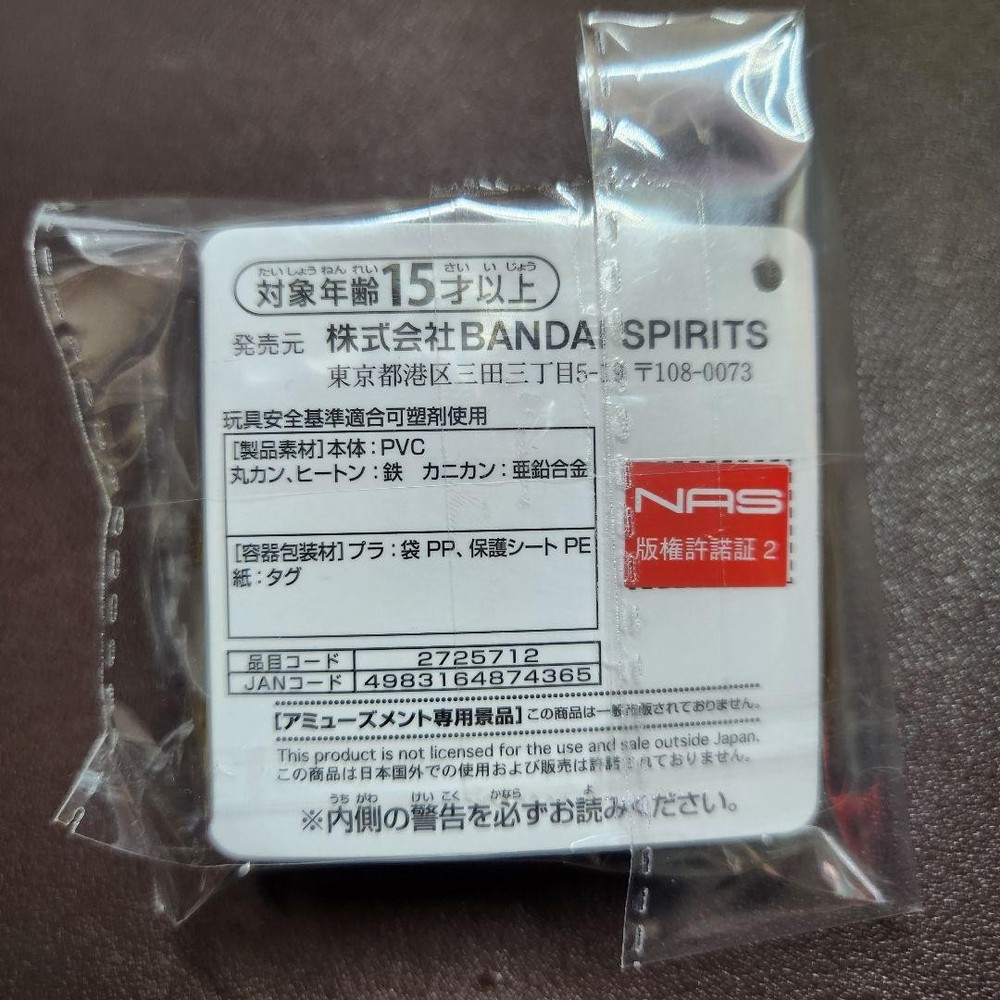 たいしょう ねん れい さい い じょう
対象年齢15才以上
発売元 株式会社BANDAI SPIRITS
東京都港区三田三丁目5- 〒108-0073
玩具安全基準適合可塑剤使用
[製品素材]本体：PVC
丸カン、ヒートン：鉄 カニカン：亜鉛合金
[容器包装材]プラ：袋 PP、保護シート PE
紙：タグ
NAS
版権許諾証 2
品目コード 2725712
JANコード 4983164874365
[アミューズメント専用景品]この商品は一般市販されておりません。
This product is not licensed for the use and sale outside Japan.
この商品は日本国外での使用および販売は許諾されておりません。
うち がわ けい こく かなら よ
※内側の警告を必ずお読みください。